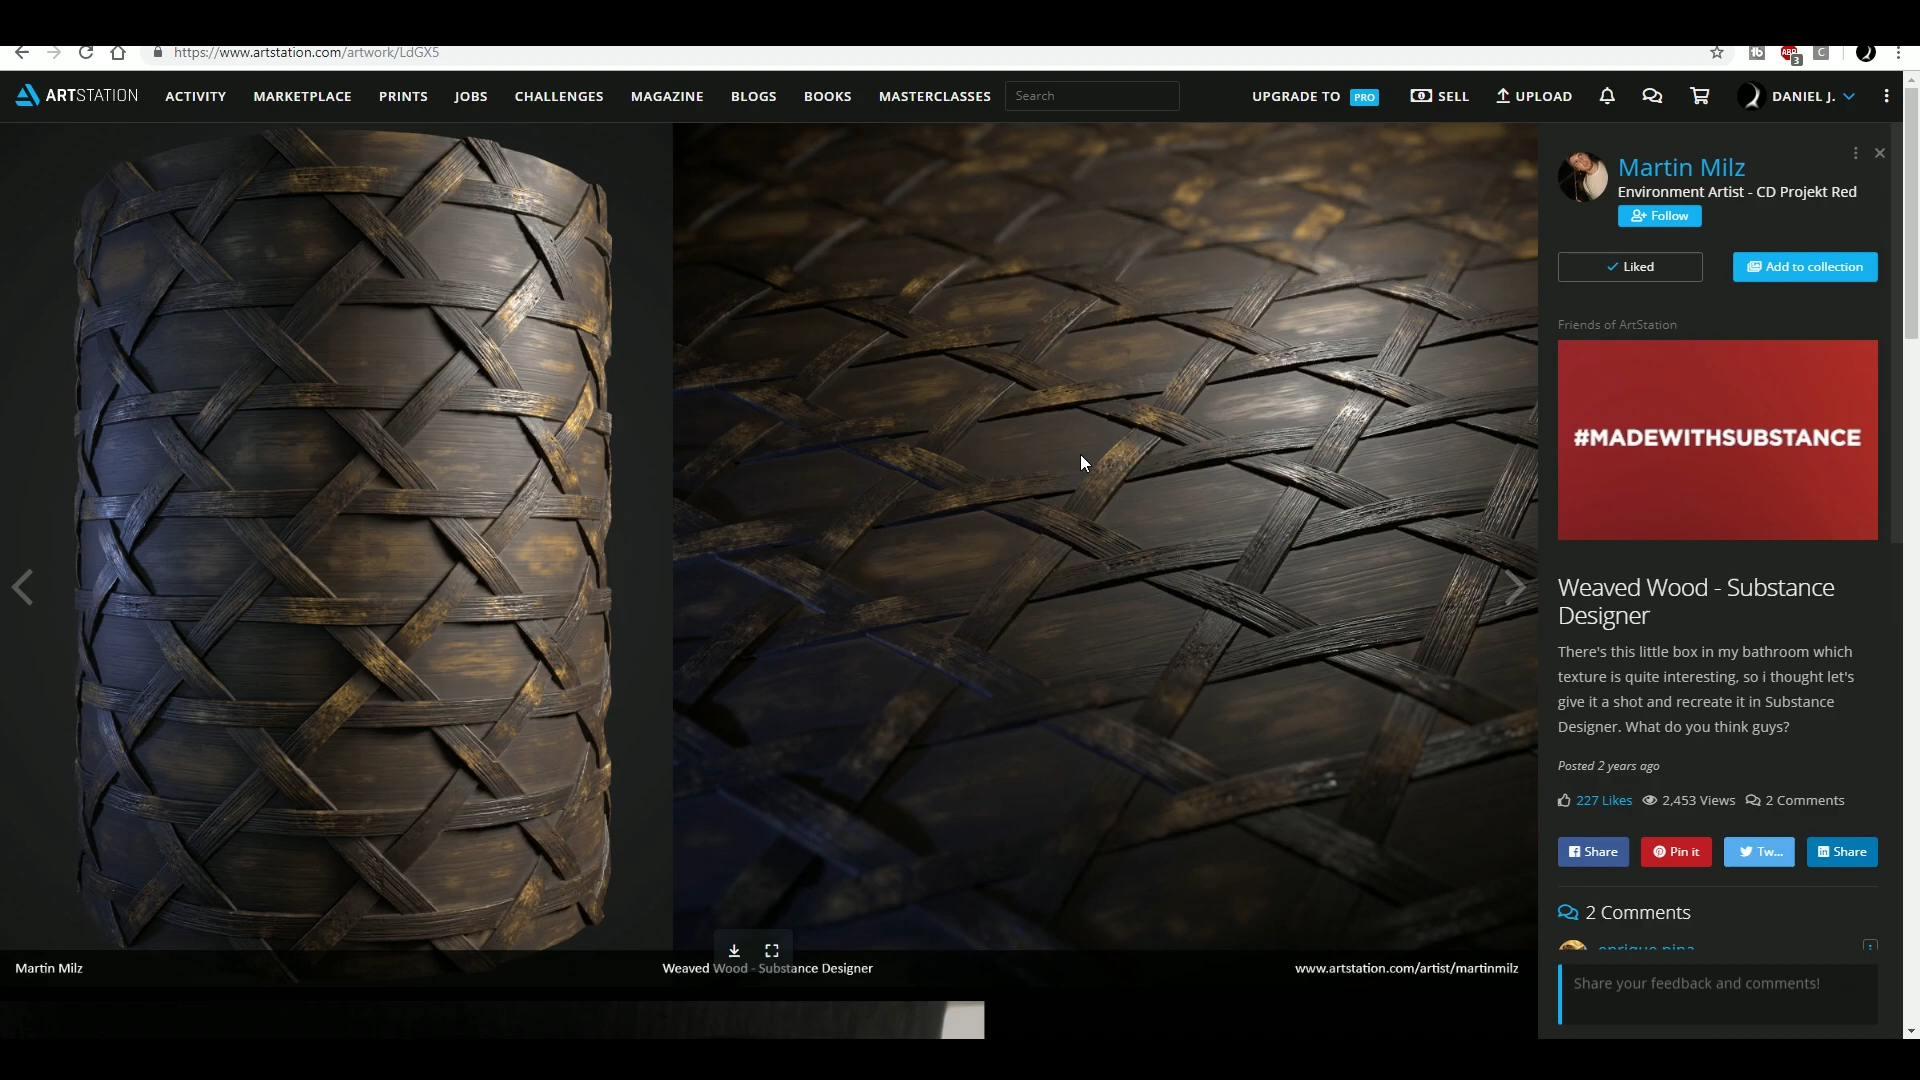 https://www.artstation.com/artwork/LdGX5
3
ARTSTATION
ACTIVITY
MARKETPLACE
PRINTS
JOBS
CHALLENGES
MAGAZINE
BLOGS
BOOKS
MASTERCLASSES
Search
UPGRADE TO PRO
SELL
UPLOAD
DANIEL J.
Martin Milz
Environment Artist - CD Projekt Red
Follow
Liked
Add to collection
Friends of ArtStation
#MADEWITHSUBSTANCE
Weaved Wood - Substance
Designer
There's this little box in my bathroom which
texture is quite interesting, so i thought let's
give it a shot and recreate it in Substance
Designer. What do you think guys?
Posted 2 years ago
227 Likes 2,453 Views 2 Comments
Share
Pin it
Tw...
Share
2 Comments
Share your feedback and comments!
Martin Milz
Weaved Wood - Substance Designer
www.artstation.com/artist/martinmilz